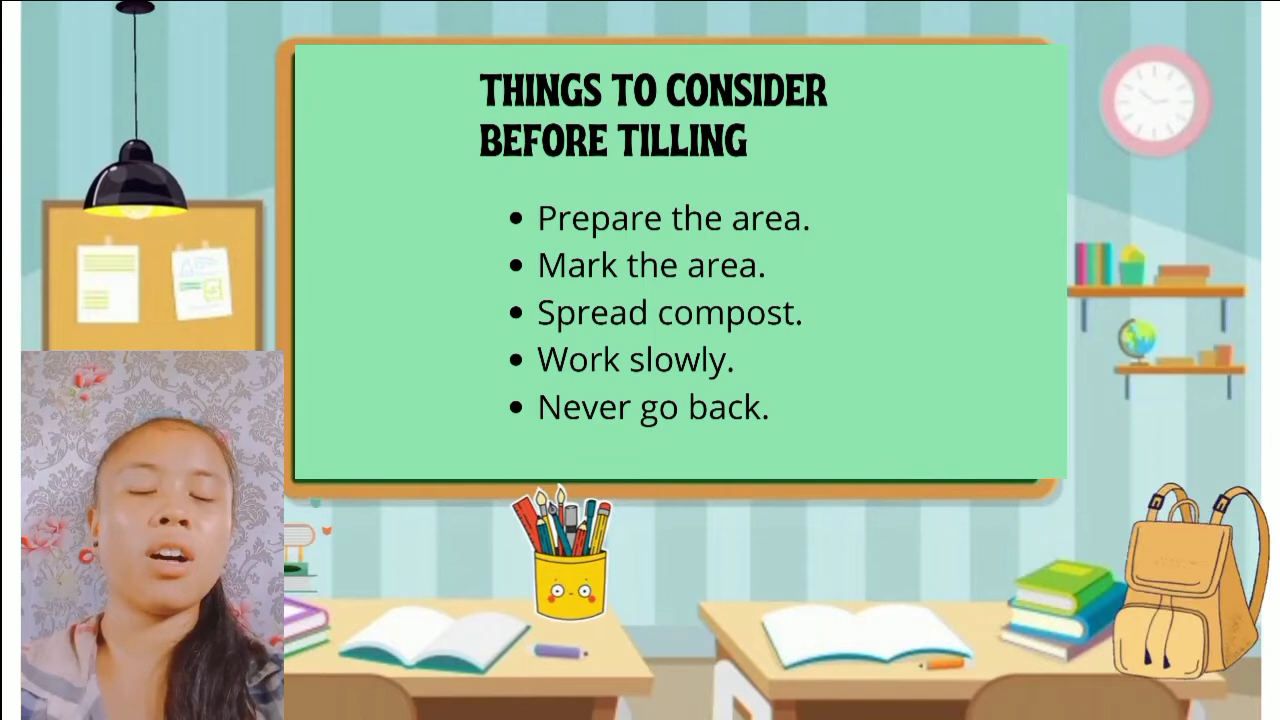 THINGS TO CONSIDER
BEFORE TILLING
• Prepare the area.
• Mark the area.
• Spread compost.
• Work slowly.
• Never go back.